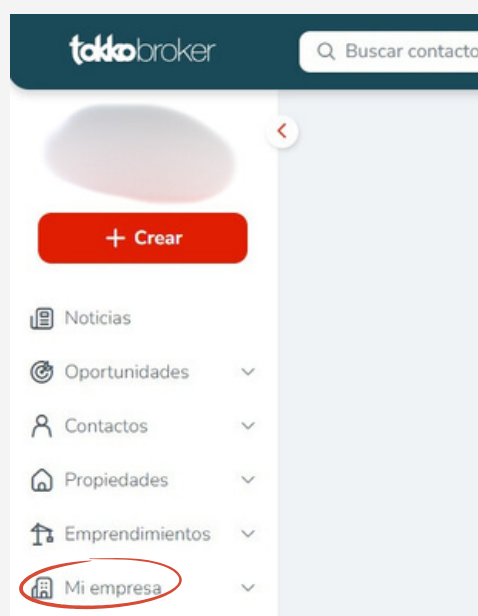 tokkobroker
Buscar contacto
+ Crear
Noticias
Oportunidades
Contactos
Propiedades
Emprendimientos
Mi empresa